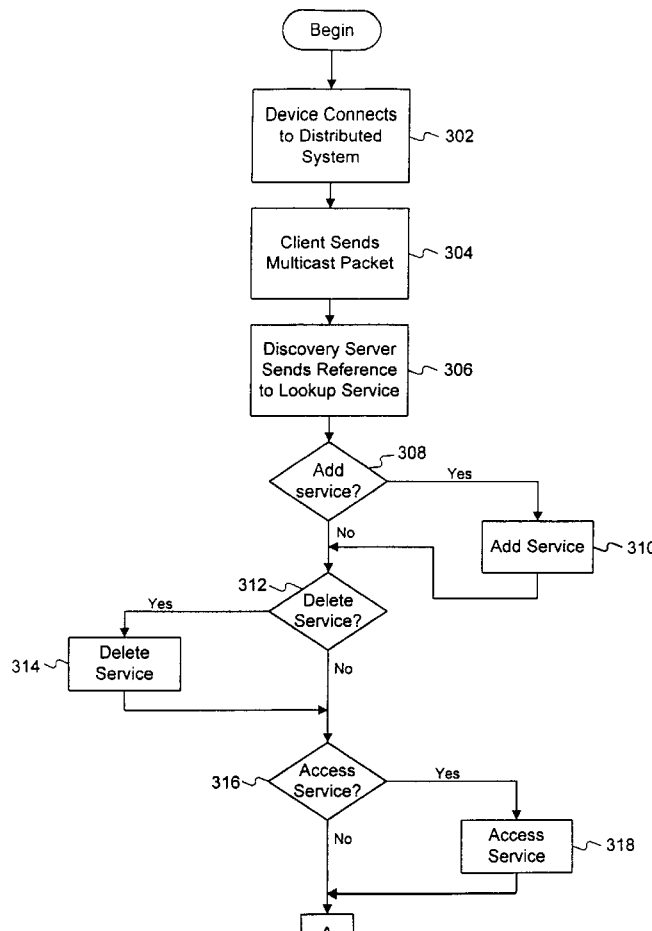 Begin
Device Connects
to Distributed
System
302
Client Sends
Multicast Packet
304
Discovery Server
Sends Reference
to Lookup Service
306
308
Add
service?
Yes
No
Add Service
310
312
Delete
Service?
Yes
No
Delete
Service
314
316
Access
Service?
Yes
No
Access
Service
318
A